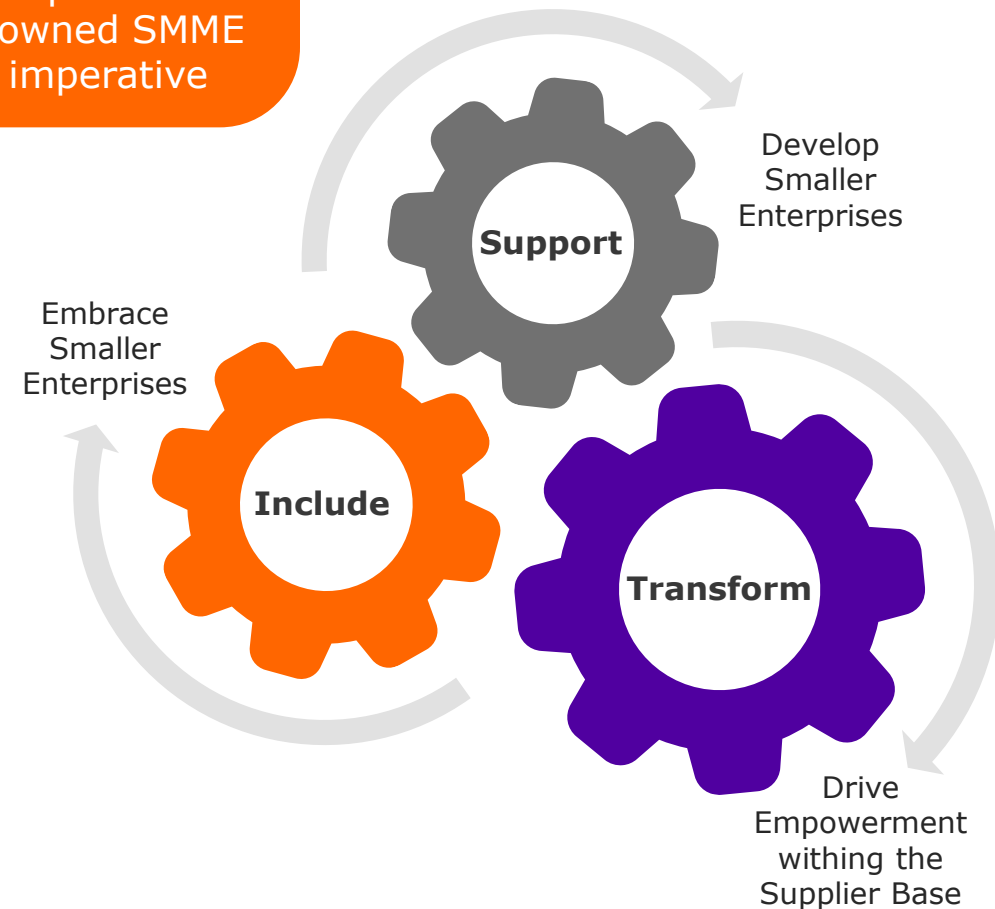 owned SMME
imperative
Develop
Smaller
Enterprises
Support
Embrace
Smaller
Enterprises
Include
Transform
Drive
Empowerment
withing the
Supplier Base